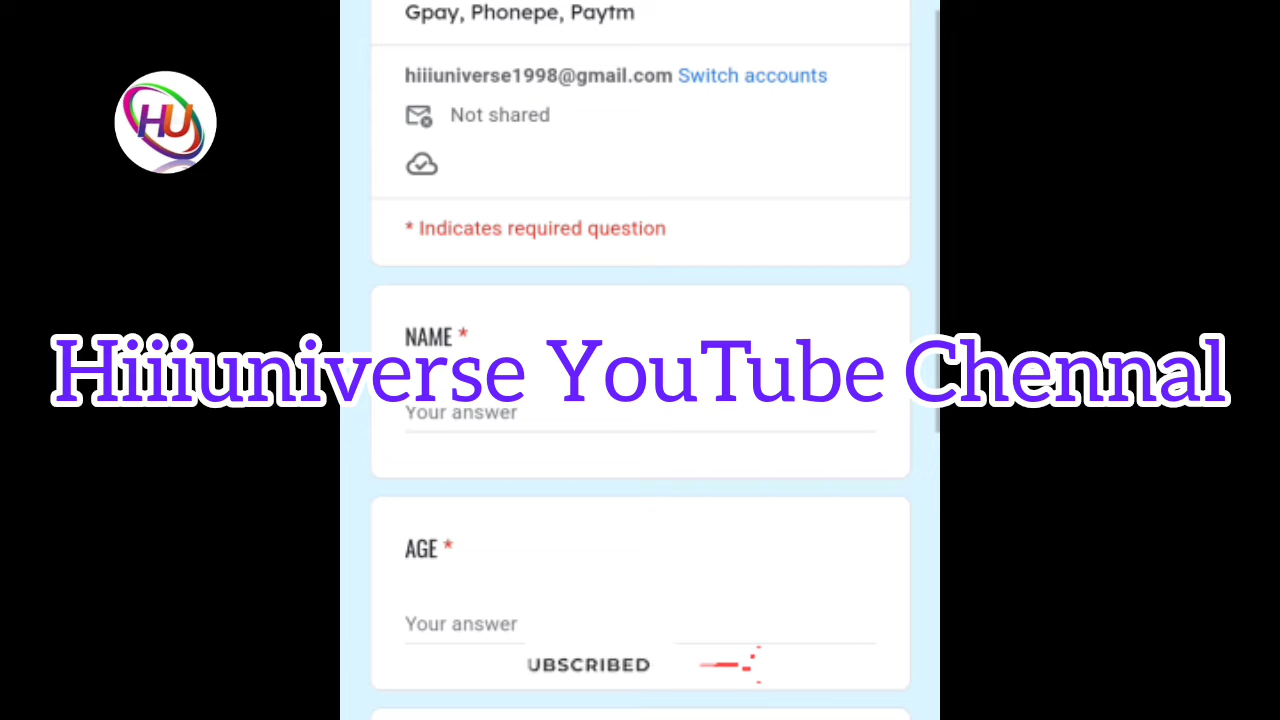 Gpay, Phonepe, Paytm
hiiiuniverse1998@gmail.com Switch accounts
HU
Not shared
* Indicates required question
NAME *
Hiiiuniverse YouTube Chennal
Your answer
AGE *
Your answer
UBSCRIBED